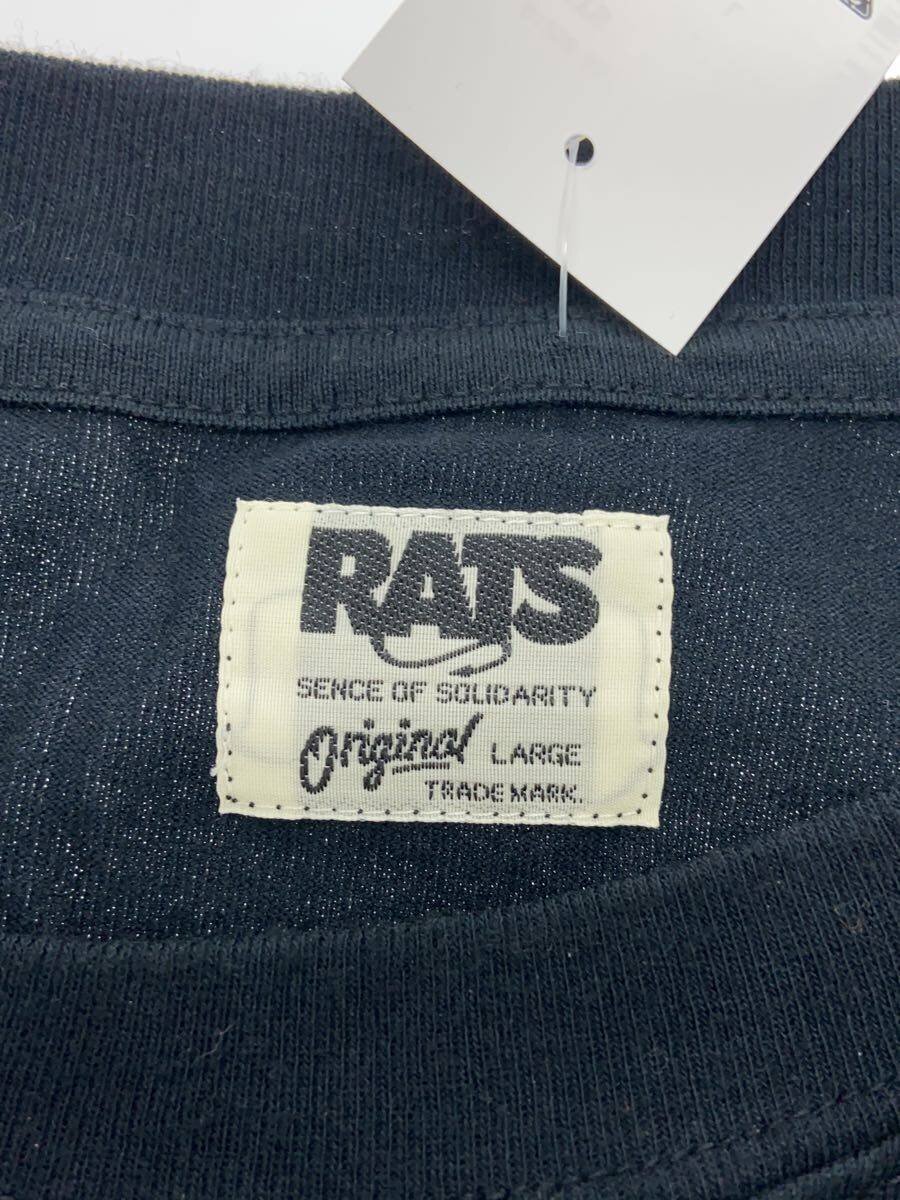 RATS
SENCE OF SOLIDARITY
Original LARGE
TRADE MARK.